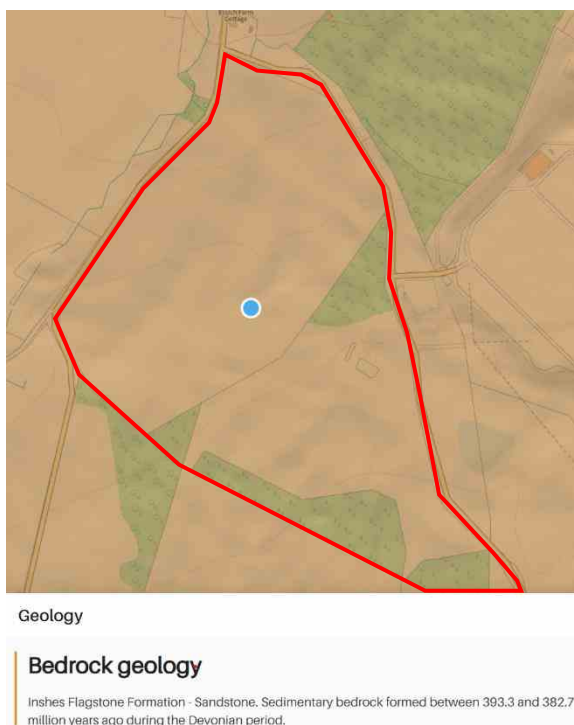 Cottage
Geology
Bedrock geology
Inshes Flagstone Formation - Sandstone. Sedimentary bedrock formed between 393.3 and 382.7
million years ago during the Devonian period.